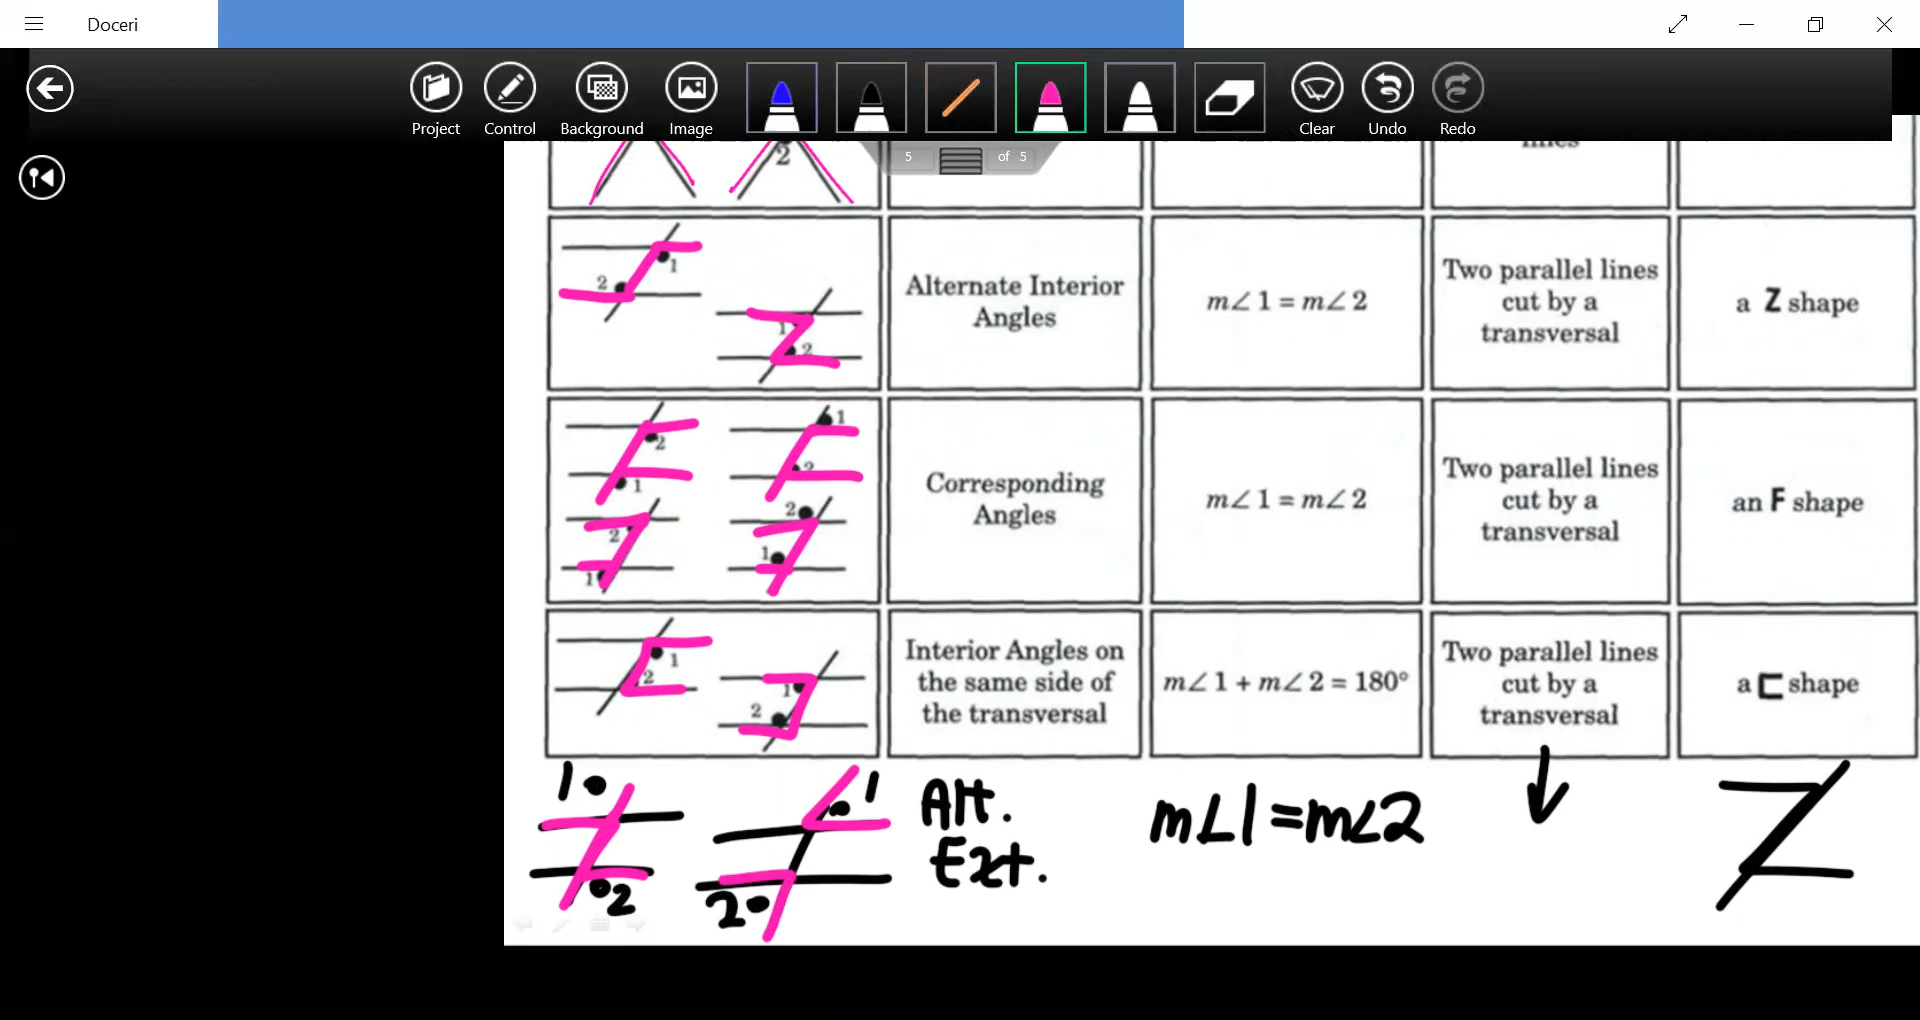 Doceri
Project
Control
Background
Image
Clear
Undo
Redo
5 of 5
2
lines
2
1
1
2
Alternate Interior
Angles
m∠ 1 = m∠ 2
Two parallel lines
cut by a
transversal
a Z shape
2
1
1
2
2
1
2
1
Corresponding
Angles
m∠ 1 = m∠ 2
Two parallel lines
cut by a
transversal
an F shape
1
2
1
2
Interior Angles on
the same side of
the transversal
m∠ 1 + m∠ 2 = 180°
Two parallel lines
cut by a
transversal
a ⊏ shape
1
2
1
2
Alt.
Ext.
m∠1=m∠2